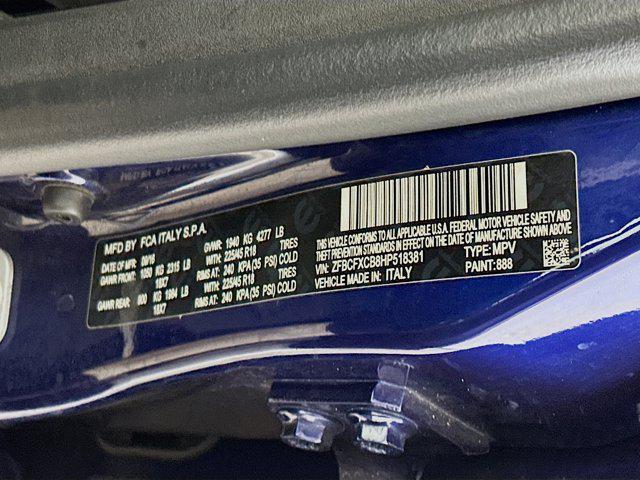 MFD BY FCA ITALY S.P.A.
DATE OF MFD: 09/16 GVWR: 1940 KG 4277 LB
GAWR FRONT: 1050 KG 2315 LB WITH: 225/45 R18 TIRES
18X7 RIMS AT: 240 KPA(35 PSI) COLD
GAWR REAR: 900 KG 1984 LB WITH: 225/45 R18 TIRES
18X7 RIMS AT: 240 KPA(35 PSI) COLD
THIS VEHICLE CONFORMS TO ALL APPLICABLE U.S.A. FEDERAL MOTOR VEHICLE SAFETY AND
THEFT PREVENTION STANDARDS IN EFFECT ON THE DATE OF MANUFACTURE SHOWN ABOVE.
VIN: ZFBCFXCB8HP518381 TYPE: MPV
VEHICLE MADE IN: ITALY PAINT: 888